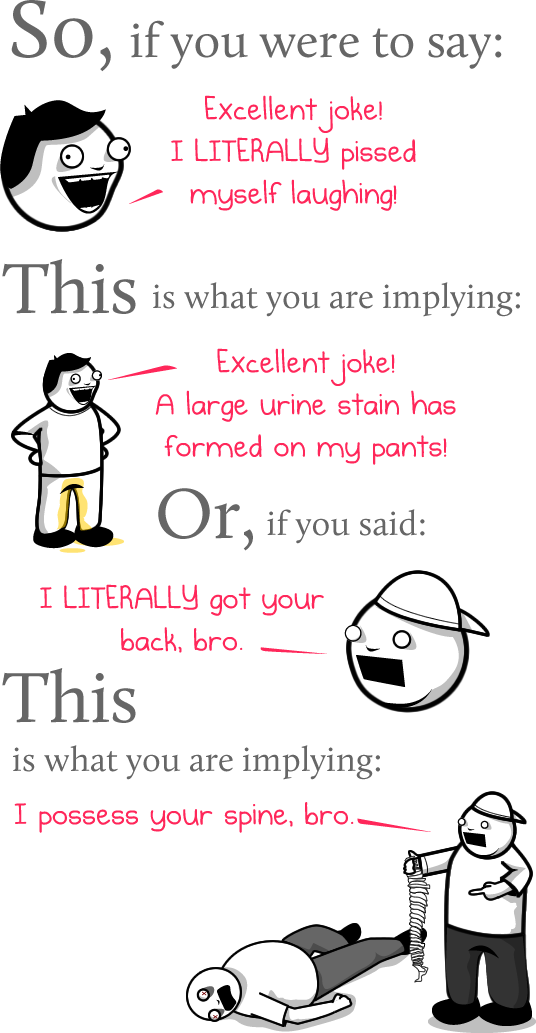 So, if you were to say:
Excellent joke!
I LITERALLY pissed
myself laughing!
This is what you are implying:
Excellent joke!
A large urine stain has
formed on my pants!
Or, if you said:
I LITERALLY got your
back, bro.
This
is what you are implying:
I possess your spine, bro.